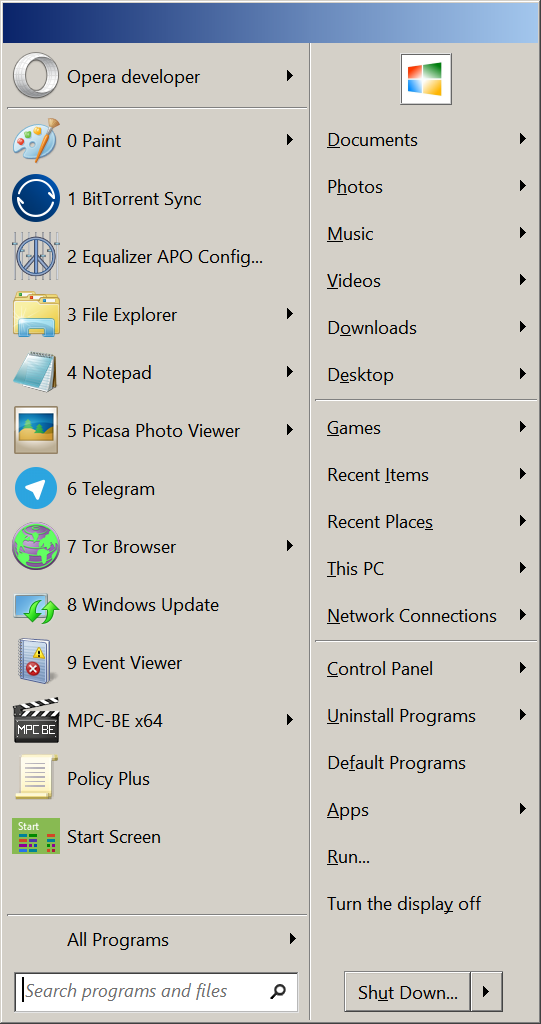 Opera developer
0 Paint
1 BitTorrent Sync
2 Equalizer APO Config...
3 File Explorer
4 Notepad
5 Picasa Photo Viewer
6 Telegram
7 Tor Browser
8 Windows Update
9 Event Viewer
MPC BE
MPC-BE x64
Policy Plus
Start
Start Screen
All Programs
Search programs and files
Documents
Photos
Music
Videos
Downloads
Desktop
Games
Recent Items
Recent Places
This PC
Network Connections
Control Panel
Uninstall Programs
Default Programs
Apps
Run...
Turn the display off
Shut Down...